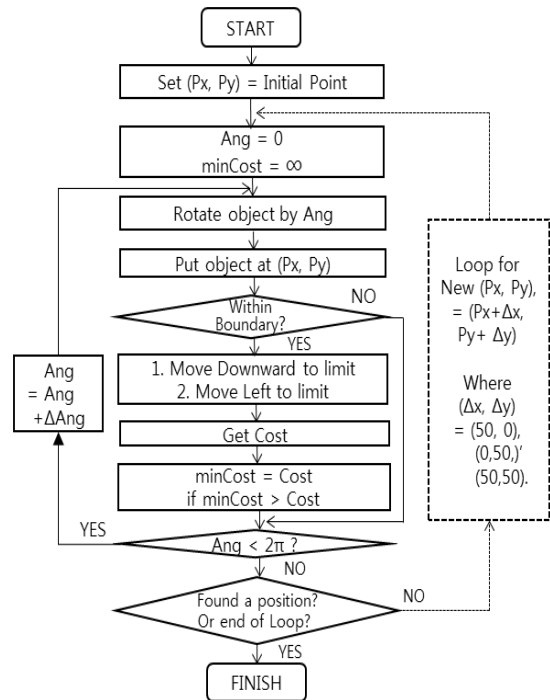 START
Set (Px, Py) = Initial Point
Ang = 0
minCost = ∞
Rotate object by Ang
Put object at (Px, Py)
Within
Boundary?
NO
YES
1. Move Downward to limit
2. Move Left to limit
Get Cost
minCost = Cost
if minCost > Cost
Ang < 2π ?
YES
NO
Ang
= Ang
+ΔAng
Found a position?
Or end of Loop?
NO
YES
FINISH
Loop for
New (Px, Py),
= (Px+Δx,
Py+ Δy)
Where
(Δx, Δy)
= (50, 0),
(0,50,)‘
(50,50).